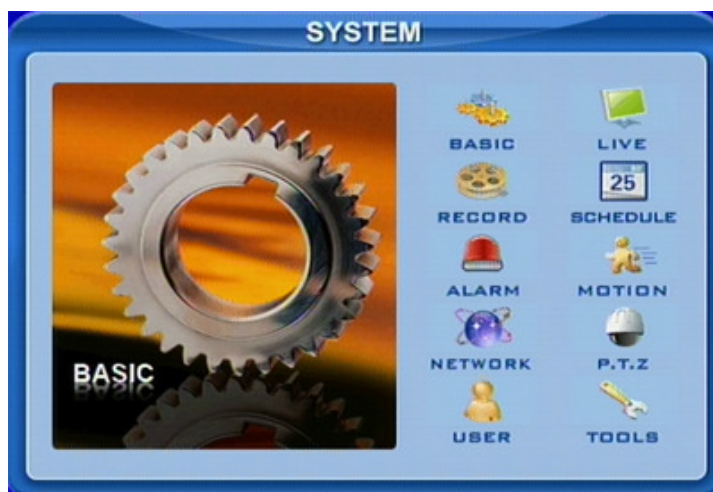 SYSTEM
BASIC LIVE
25
RECORD SCHEDULE
ALARM MOTION
NETWORK P.T.Z
BASIC
USER TOOLS